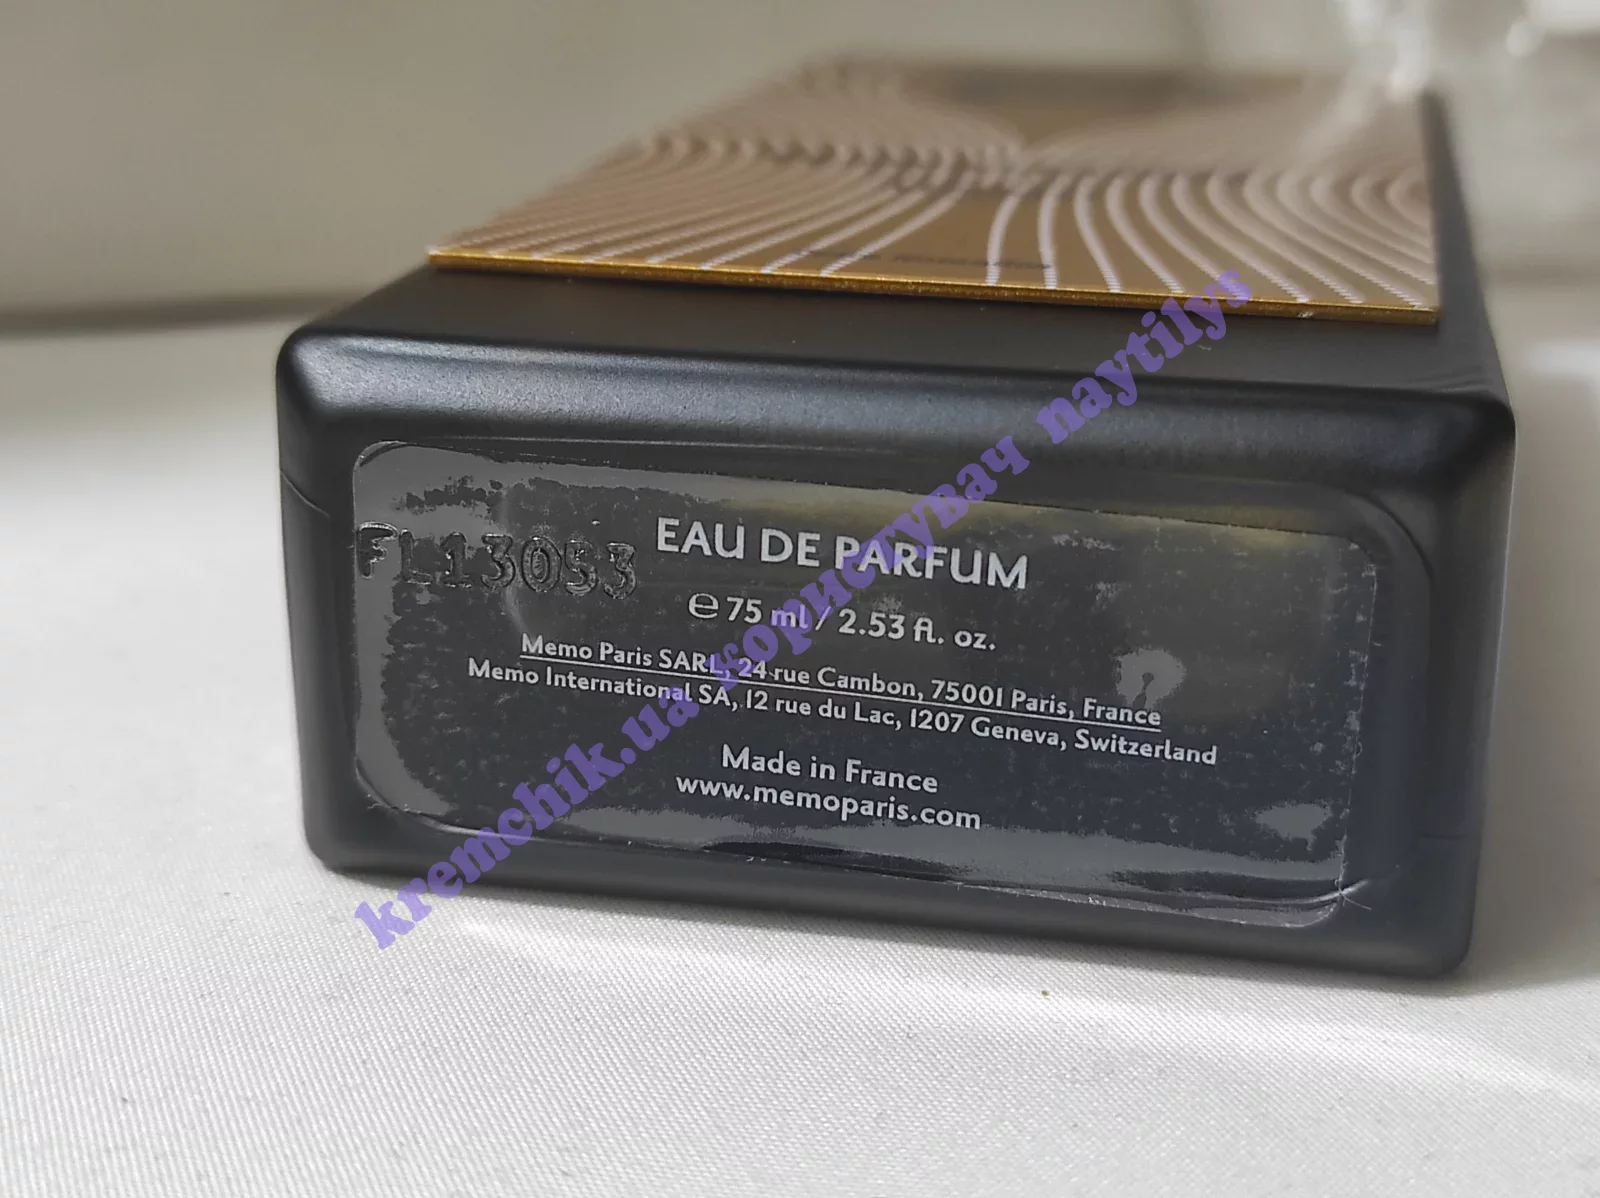 FL13053
EAU DE PARFUM
℮ 75 ml / 2.53 fl. oz.
Memo Paris SARL, 24 rue Cambon, 75001 Paris, France
Memo International SA, 12 rue du Lac, 1207 Geneva, Switzerland
Made in France
www.memoparis.com
kremchik.ua користувач naytilys